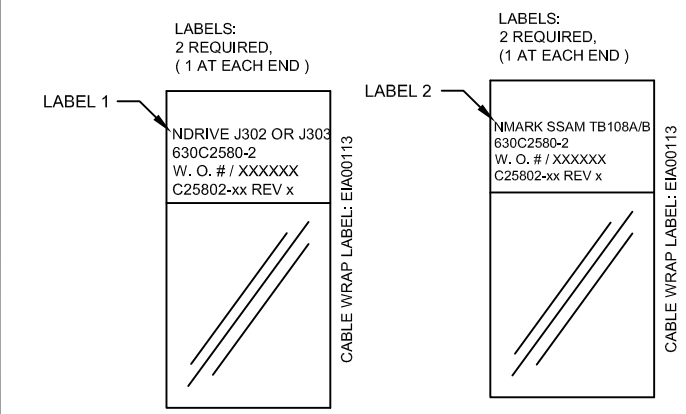 LABELS:
2 REQUIRED,
( 1 AT EACH END )
LABEL 1
NDRIVE J302 OR J303
630C2580-2
W. O. # / XXXXXX
C25802-xx REV x
CABLE WRAP LABEL: EIA00113
LABELS:
2 REQUIRED,
(1 AT EACH END )
LABEL 2
NMARK SSAM TB108A/B
630C2580-2
W. O. # / XXXXXX
C25802-xx REV x
CABLE WRAP LABEL: EIA00113